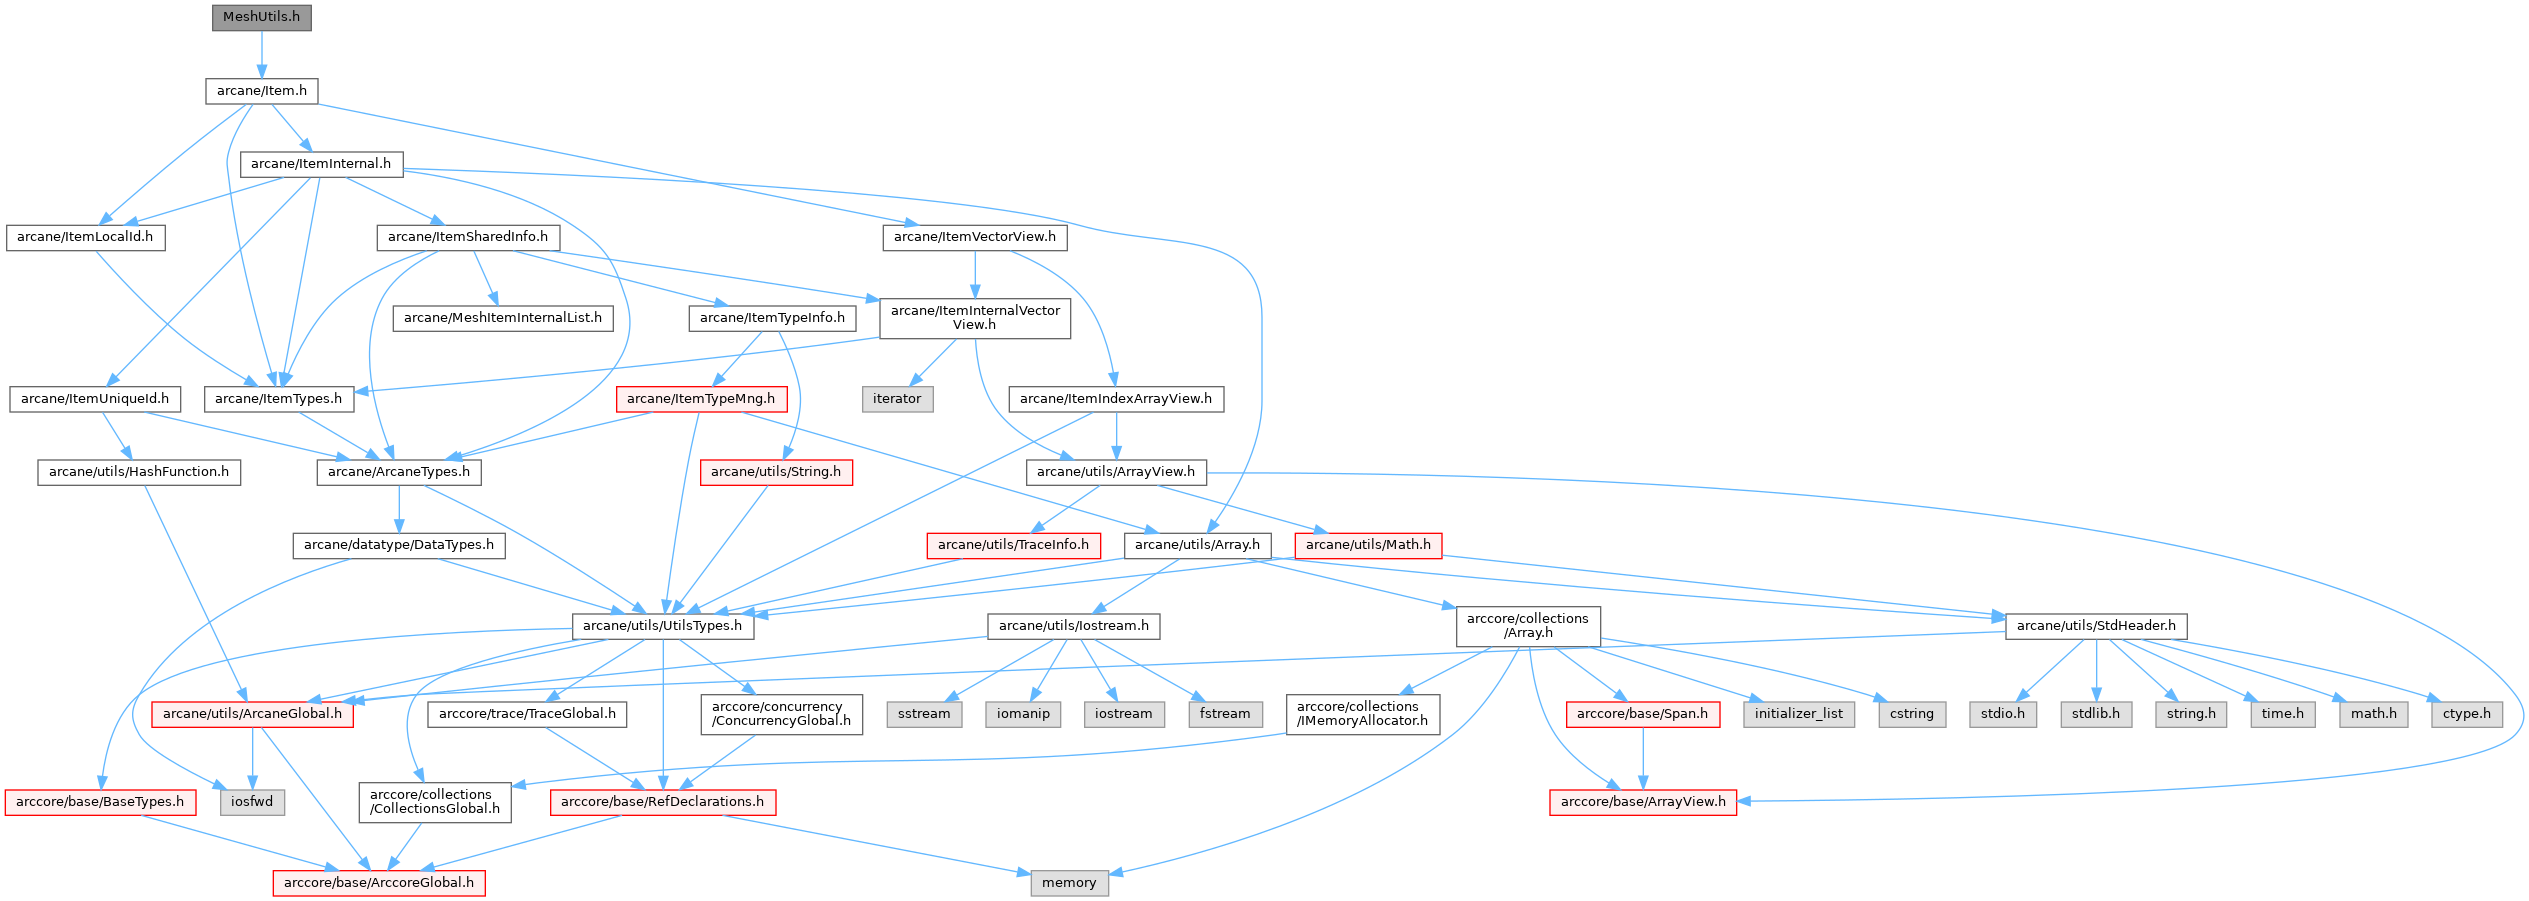 MeshUtils.h
arcane/Item.h
arcane/ItemInternal.h
arcane/ItemLocalId.h
arcane/ItemSharedInfo.h
arcane/ItemVectorView.h
arcane/MeshItemInternalList.h
arcane/ItemTypeInfo.h
arcane/ItemInternalVector
View.h
arcane/ItemUniqueId.h
arcane/ItemTypes.h
arcane/ItemTypeMng.h
iterator
arcane/ItemIndexArrayView.h
arcane/utils/HashFunction.h
arcane/ArcaneTypes.h
arcane/utils/String.h
arcane/utils/ArrayView.h
arcane/datatype/DataTypes.h
arcane/utils/TraceInfo.h
arcane/utils/Array.h
arcane/utils/Math.h
arcane/utils/UtilsTypes.h
arcane/utils/Iostream.h
arccore/collections
/Array.h
arcane/utils/StdHeader.h
arcane/utils/ArcaneGlobal.h
arccore/trace/TraceGlobal.h
arccore/concurrency
/ConcurrencyGlobal.h
sstream
iomanip
iostream
fstream
arccore/collections
/IMemoryAllocator.h
arccore/base/Span.h
initializer_list
cstring
stdio.h
stdlib.h
string.h
time.h
math.h
ctype.h
arccore/base/BaseTypes.h
iosfwd
arccore/collections
/CollectionsGlobal.h
arccore/base/RefDeclarations.h
arccore/base/ArrayView.h
arccore/base/ArccoreGlobal.h
memory